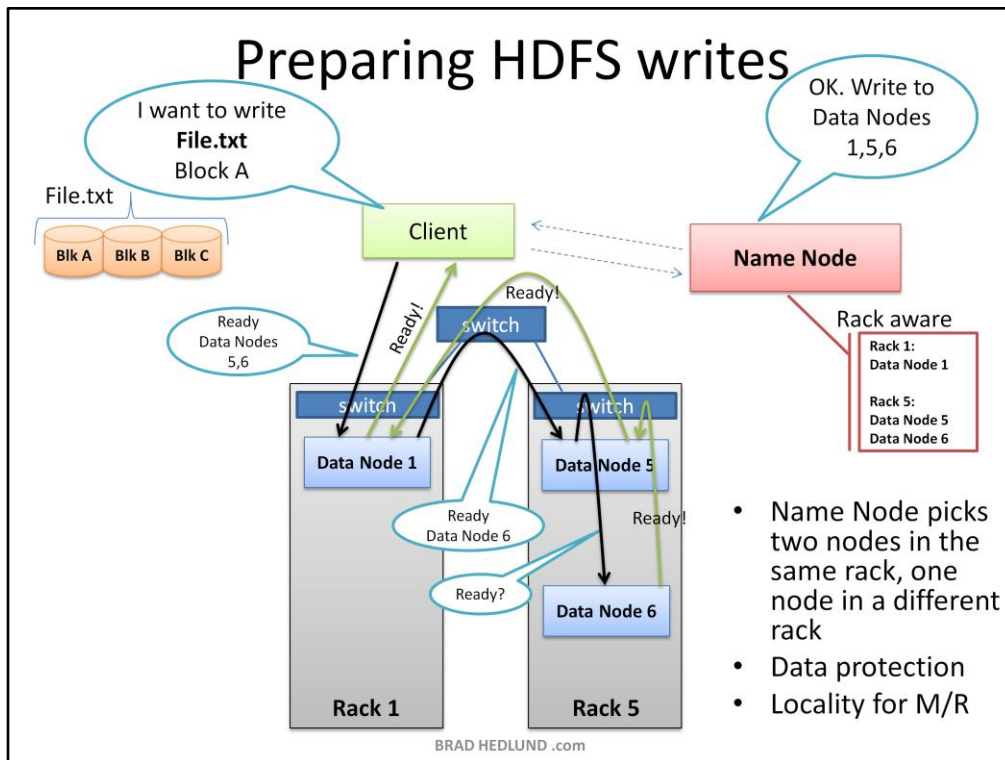 Preparing HDFS writes
I want to write
File.txt
Block A
OK. Write to
Data Nodes
1,5,6
File.txt
Blk A
Blk B
Blk C
Client
Name Node
Ready!
Ready!
switch
Ready
Data Nodes
5,6
Rack aware
Rack 1:
Data Node 1
Rack 5:
Data Node 5
Data Node 6
switch
switch
Data Node 1
Data Node 5
Ready
Data Node 6
Ready!
Ready?
Data Node 6
Rack 1
Rack 5
• Name Node picks
two nodes in the
same rack, one
node in a different
rack
• Data protection
• Locality for M/R
BRAD HEDLUND .com